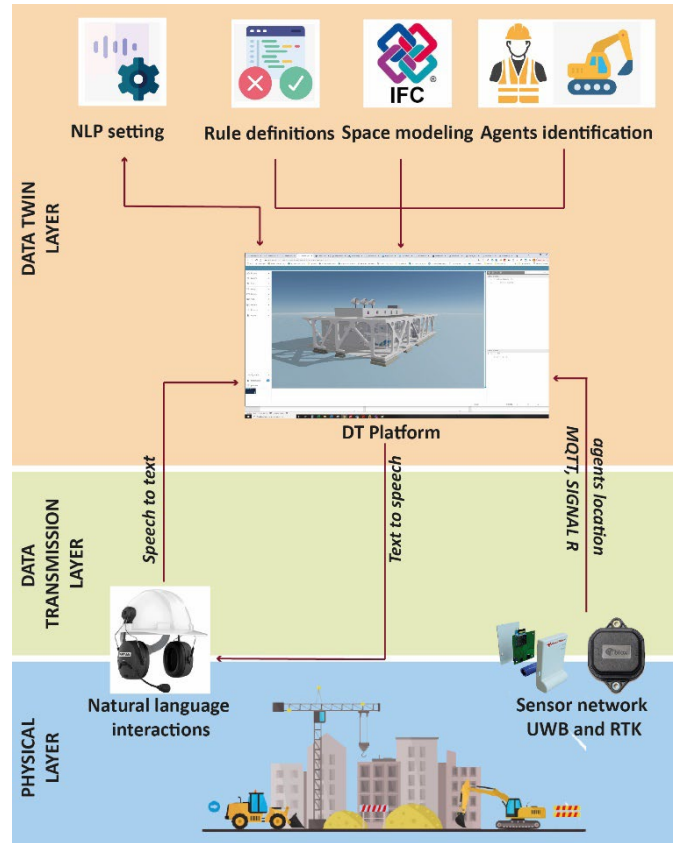 IFC
®
NLP setting
Rule definitions
Space modeling
Agents identification
DATA TWIN
LAYER
DT Platform
Speech to text
Text to speech
agents location
MQTT, SIGNAL R
DATA
TRANSMISSION
LAYER
Natural language
interactions
Sensor network
UWB and RTK
PHYSICAL
LAYER